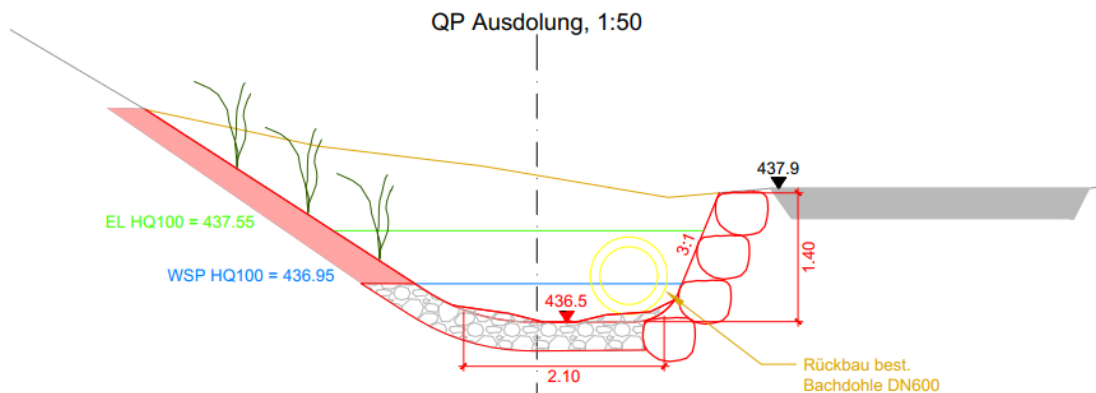 QP Ausdolung, 1:50
437.9
EL HQ100 = 437.55
3:1
1.40
WSP HQ100 = 436.95
436.5
2.10
Rückbau best.
Bachdohle DN600